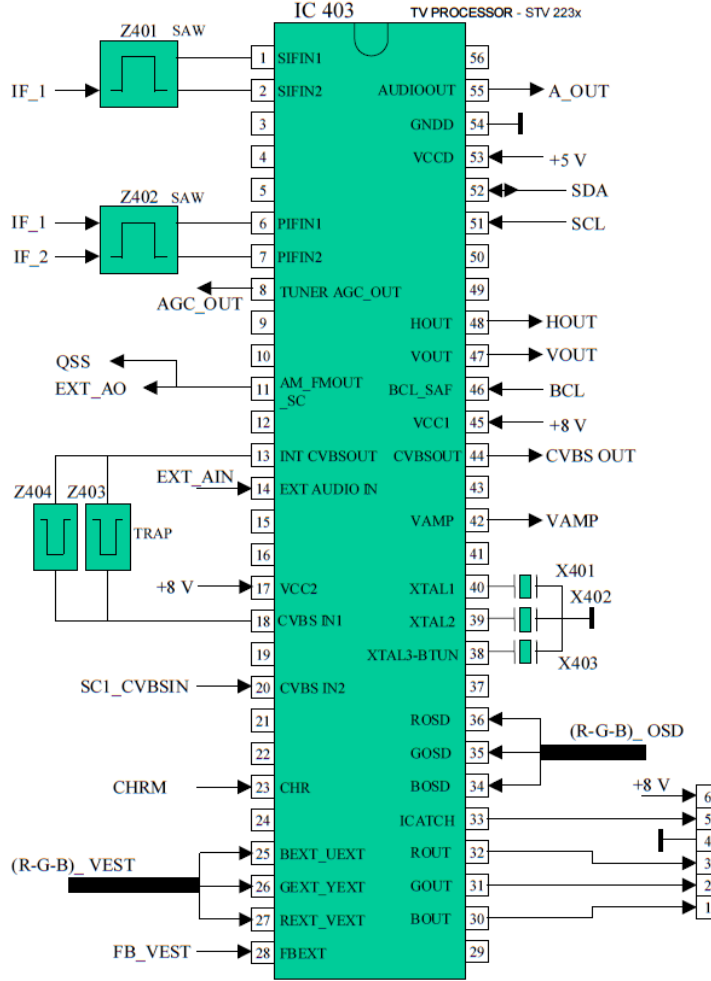 IC 403 TV PROCESSOR - STV 223x
Z401 SAW
IF_1
1 SIFIN1
2 SIFIN2
3
4
5
Z402 SAW
IF_1
IF_2
6 PIFIN1
7 PIFIN2
8 TUNER AGC_OUT
AGC_OUT
9
10
QSS
EXT_AO
11 AM_FMOUT
_SC
12
13 INT CVBSOUT
Z404 Z403
TRAP
EXT_AIN
14 EXT AUDIO IN
15
16
+8 V
17 VCC2
18 CVBS IN1
19
SC1_CVBSIN
20 CVBS IN2
21
22
CHRM
23 CHR
24
(R-G-B)_ VEST
25 BEXT_UEXT
26 GEXT_YEXT
27 REXT_VEXT
FB_VEST
28 FBEXT
56
AUDIOOUT 55 A_OUT
GNDD 54
VCCD 53 +5 V
52 SDA
51 SCL
50
49
HOUT 48 HOUT
VOUT 47 VOUT
BCL_SAF 46 BCL
VCC1 45 +8 V
CVBSOUT 44 CVBS OUT
43
VAMP 42 VAMP
41
XTAL1 40 X401
XTAL2 39 X402
XTAL3-BTUN 38 X403
37
ROSD 36
GOSD 35
BOSD 34
(R-G-B)_ OSD
ICATCH 33
ROUT 32
GOUT 31
BOUT 30
29
+8 V
6
5
4
3
2
1